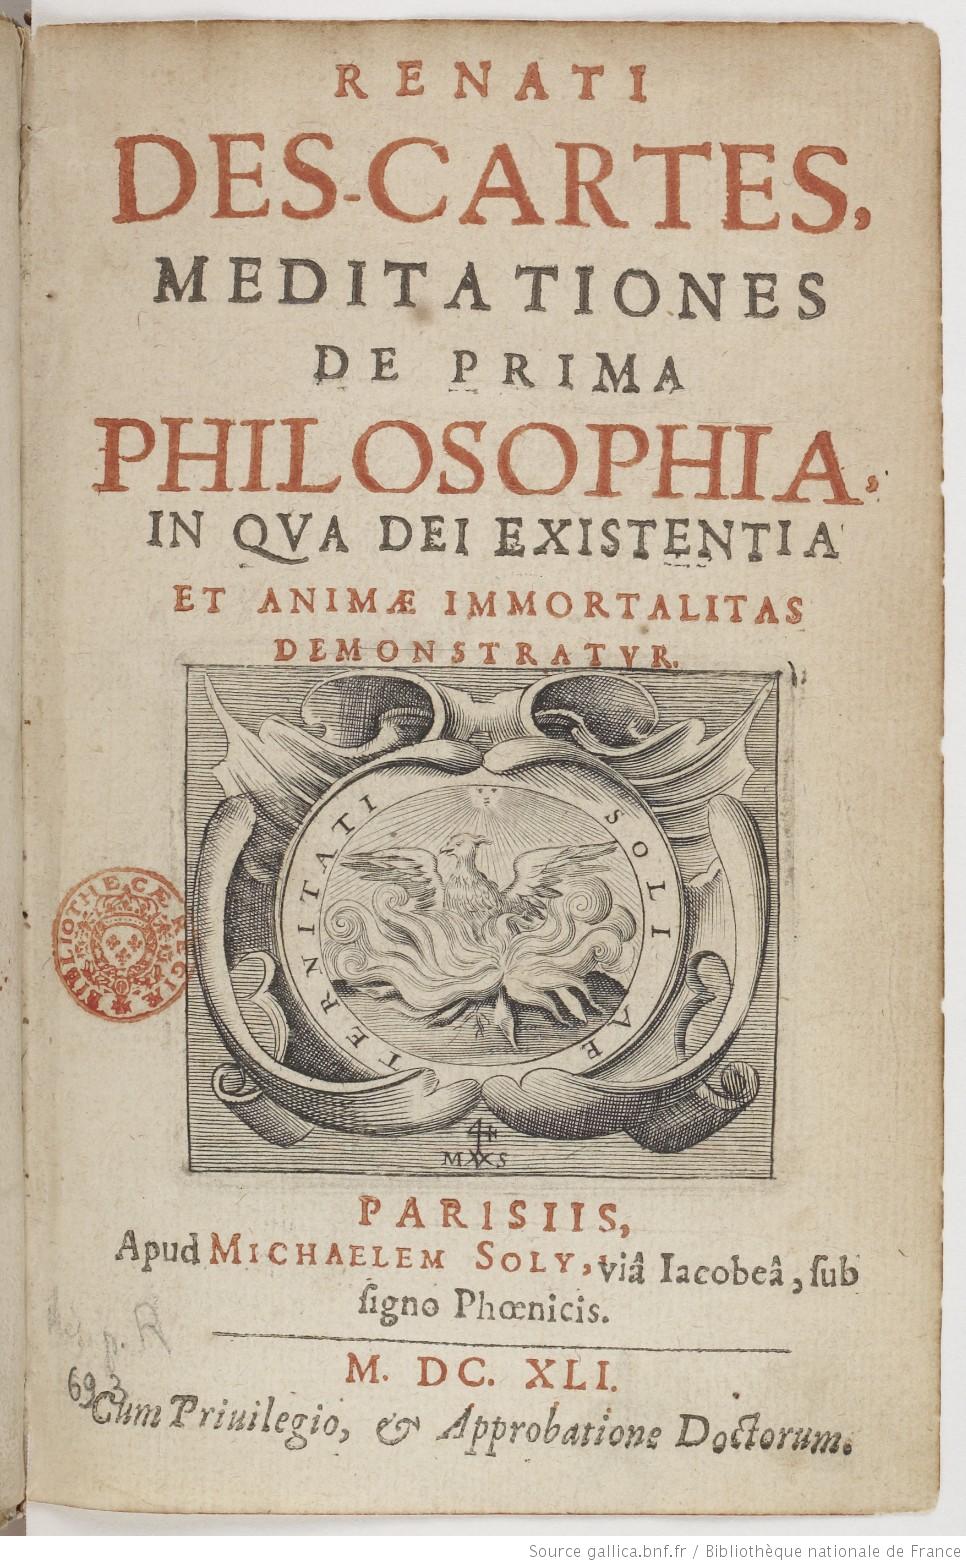 RENATI
DES-CARTES,
MEDITATIONES
DE PRIMA
PHILOSOPHIA,
IN QVA DEI EXISTENTIA
ET ANIMÆ IMMORTALITAS
DEMONSTRATVR.
SOLI ÆTERNITATI
BIBLIOTHECÆ REGIÆ
PARISIIS,
Apud MICHAELEM SOLY, viâ Iacobeâ, sub
signo Phœnicis.
M. DC. XLI.
Cum Priuilegio, & Approbatione Doctorum.
Source gallica.bnf.fr / Bibliothèque nationale de France